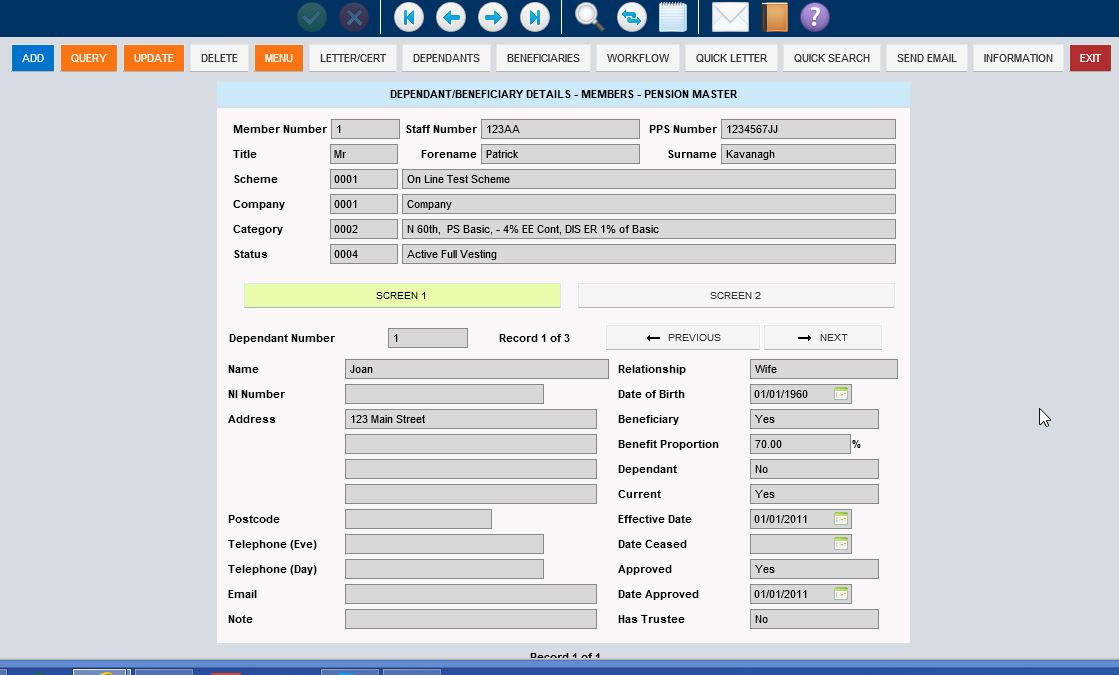 ?
ADD QUERY UPDATE DELETE MENU LETTER/CERT DEPENDANTS BENEFICIARIES WORKFLOW QUICK LETTER QUICK SEARCH SEND EMAIL INFORMATION EXIT
DEPENDANT/BENEFICIARY DETAILS - MEMBERS - PENSION MASTER
Member Number 1 Staff Number 123AA PPS Number 1234567JJ
Title Mr Forename Patrick Surname Kavanagh
Scheme 0001 On Line Test Scheme
Company 0001 Company
Category 0002 N 60th, PS Basic, - 4% EE Cont, DIS ER 1% of Basic
Status 0004 Active Full Vesting
SCREEN 1 SCREEN 2
Dependant Number 1 Record 1 of 3 PREVIOUS NEXT
Name Joan Relationship Wife
NI Number Date of Birth 01/01/1960
Address 123 Main Street Beneficiary Yes
Benefit Proportion 70.00 %
Dependant No
Current Yes
Postcode Effective Date 01/01/2011
Telephone (Eve) Date Ceased
Telephone (Day) Approved Yes
Email Date Approved 01/01/2011
Note Has Trustee No
Record 1 of 1